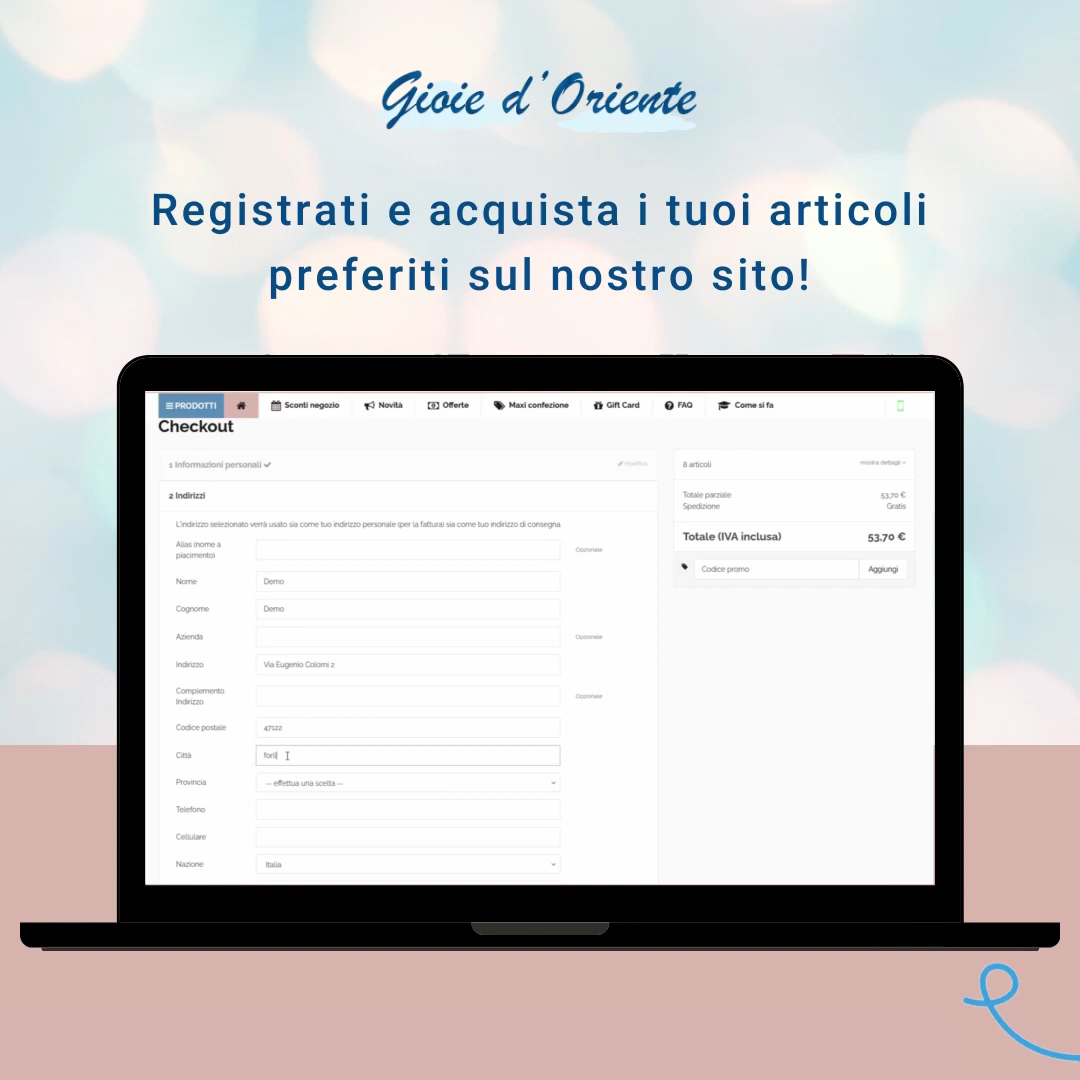 Gioie d'Oriente
Registrati e acquista i tuoi articoli
preferiti sul nostro sito!
PRODOTTI
Sconti negozio
Novità
Offerte
Maxi confezione
Gift Card
FAQ
Come si fa
Checkout
1 Informazioni personali
modifica
2 Indirizzi
L'indirizzo selezionato verrà usato sia come tuo indirizzo personale (per la fattura) sia come tuo indirizzo di consegna
Alias (nome a
piacimento)
Opzionale
Nome
Demo
Cognome
Demo
Azienda
Opzionale
Indirizzo
Via Eugenio Colorni 2
Complemento
Indirizzo
Opzionale
Codice postale
47122
Città
forlì
Provincia
-- effettua una scelta --
Telefono
Cellulare
Nazione
Italia
8 articoli
mostra dettagli
Totale parziale
53,70 €
Spedizione
Gratis
Totale (IVA inclusa)
53,70 €
Codice promo
Aggiungi